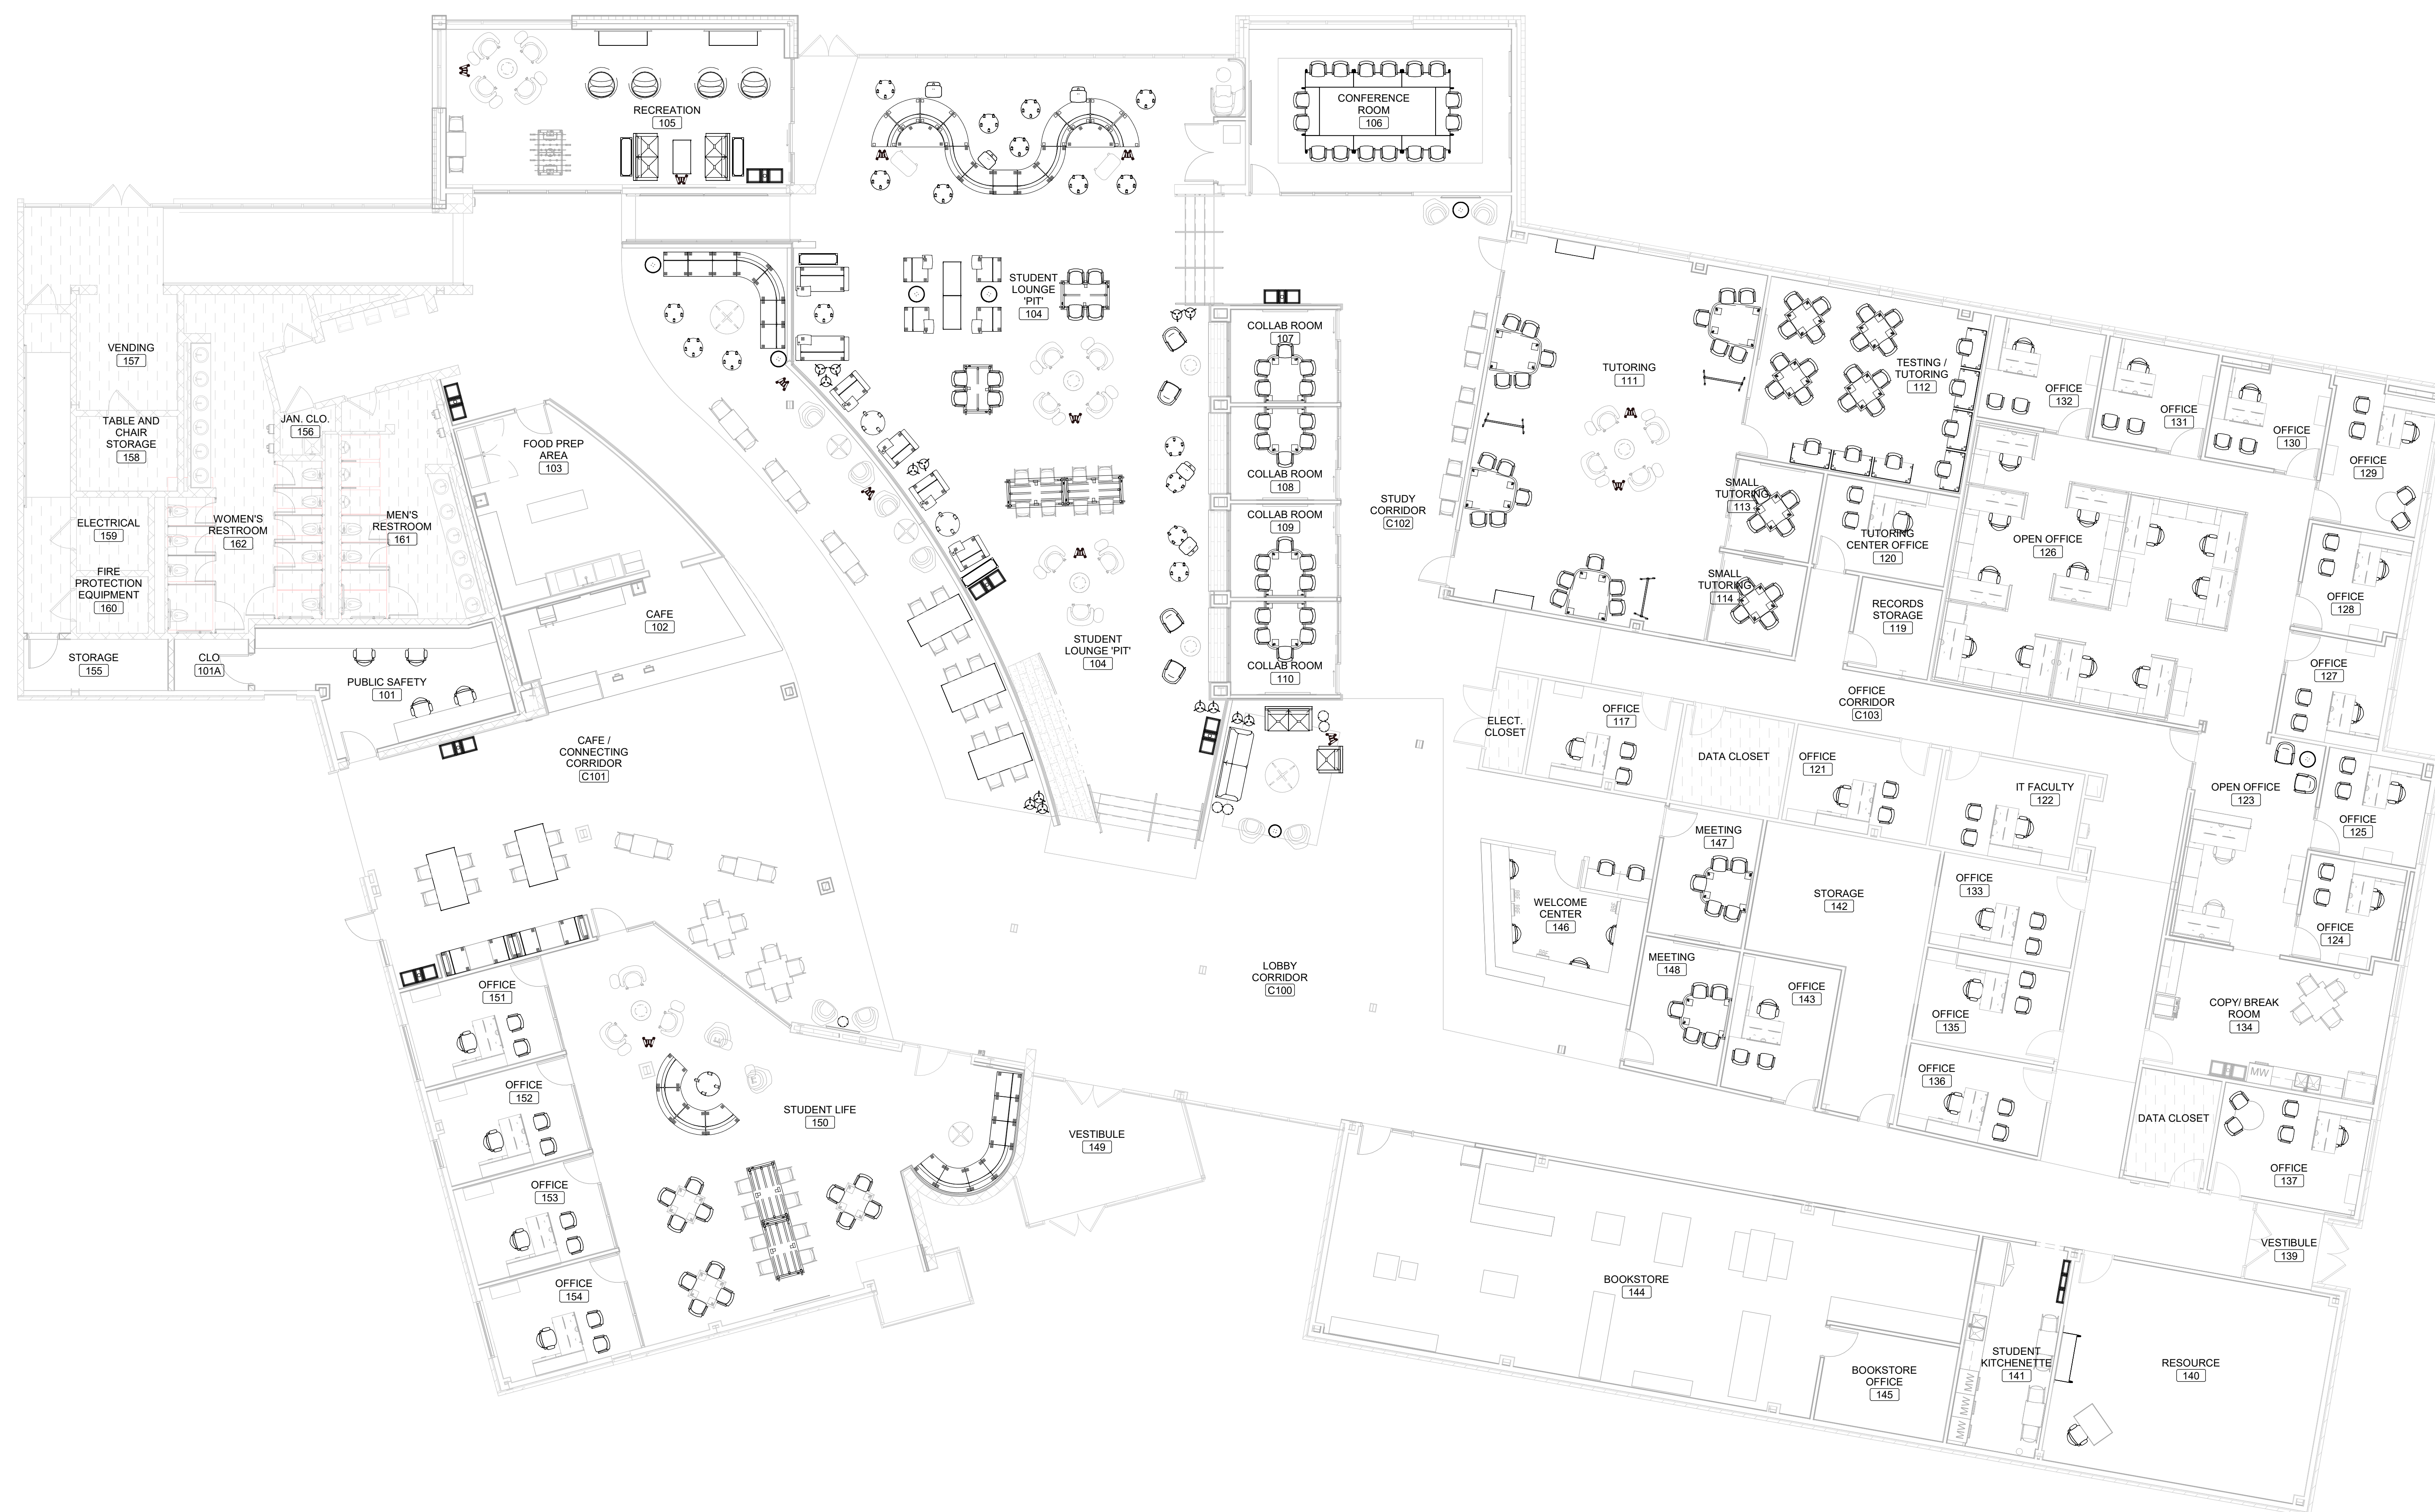 RECREATION
105
CONFERENCE
ROOM
106
STUDENT
LOUNGE
'PIT'
104
COLLAB ROOM
107
COLLAB ROOM
108
COLLAB ROOM
109
COLLAB ROOM
110
STUDY
CORRIDOR
C102
TUTORING
111
TESTING /
TUTORING
112
OFFICE
132
OFFICE
131
OFFICE
130
OFFICE
129
VENDING
157
TABLE AND
CHAIR
STORAGE
158
JAN. CLO.
156
FOOD PREP
AREA
103
ELECTRICAL
159
WOMEN'S
RESTROOM
162
MEN'S
RESTROOM
161
FIRE
PROTECTION
EQUIPMENT
160
CAFE
102
STORAGE
155
CLO
101A
PUBLIC SAFETY
101
STUDENT
LOUNGE 'PIT'
104
SMALL
TUTORING
113
TUTORING
CENTER OFFICE
120
OPEN OFFICE
126
SMALL
TUTORING
114
RECORDS
STORAGE
119
OFFICE
128
OFFICE
127
OFFICE
CORRIDOR
C103
CAFE /
CONNECTING
CORRIDOR
C101
ELECT.
CLOSET
OFFICE
117
DATA CLOSET
OFFICE
121
IT FACULTY
122
OPEN OFFICE
123
OFFICE
125
MEETING
147
WELCOME
CENTER
146
STORAGE
142
OFFICE
133
OFFICE
124
LOBBY
CORRIDOR
C100
MEETING
148
OFFICE
143
OFFICE
135
COPY/ BREAK
ROOM
134
MW
OFFICE
136
DATA CLOSET
OFFICE
137
OFFICE
151
OFFICE
152
OFFICE
153
OFFICE
154
STUDENT LIFE
150
VESTIBULE
149
VESTIBULE
139
BOOKSTORE
144
BOOKSTORE
OFFICE
145
STUDENT
KITCHENETTE
141
MW
MW
MW
RESOURCE
140